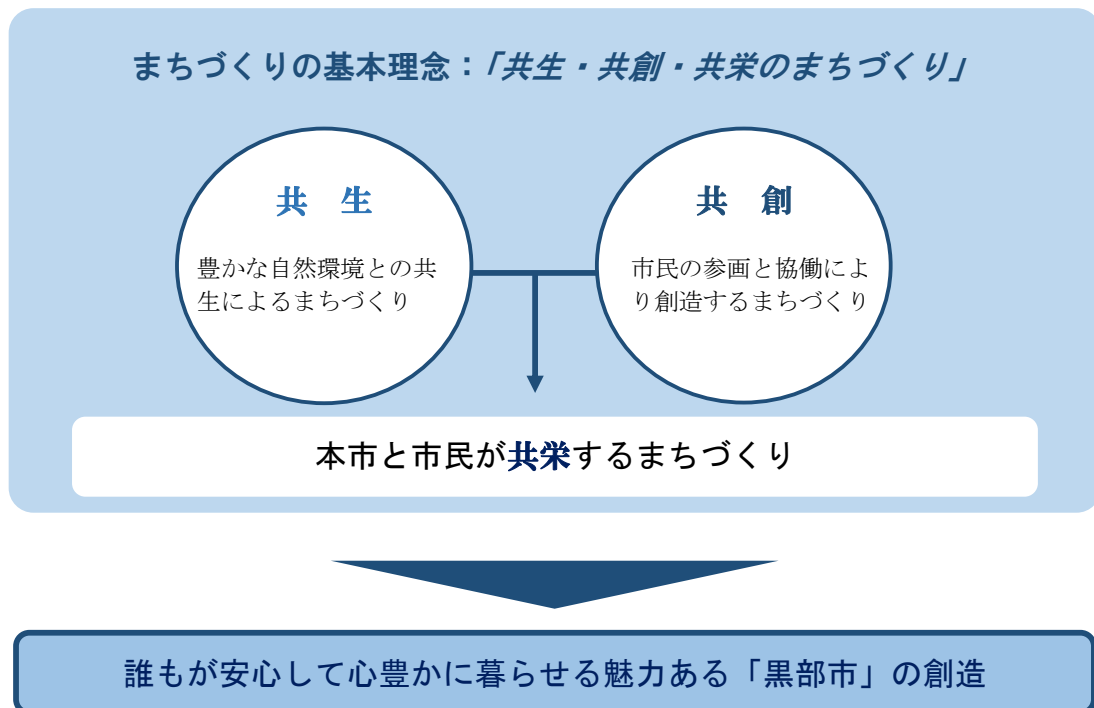 まちづくりの基本理念：「共生・共創・共栄のまちづくり」
共　生
豊かな自然環境との共
生によるまちづくり
共　創
市民の参画と協働によ
り創造するまちづくり
本市と市民が共栄するまちづくり
誰もが安心して心豊かに暮らせる魅力ある「黒部市」の創造